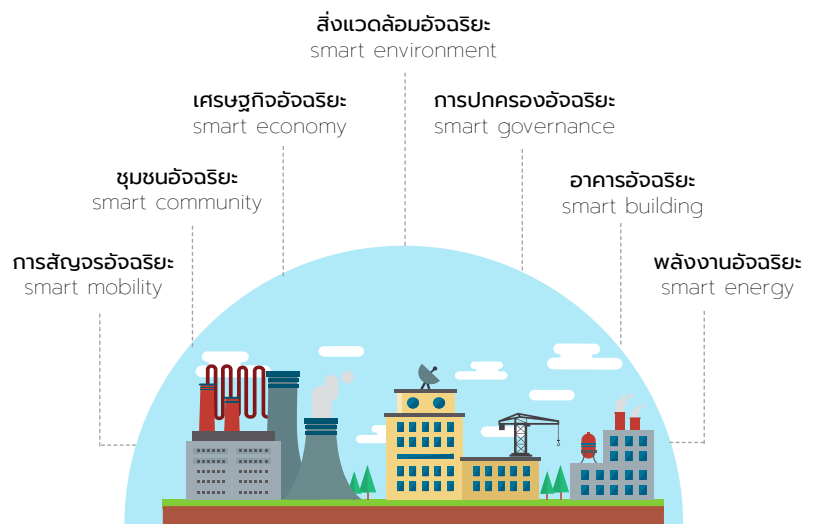 สิ่งแวดล้อมอัจฉริยะ
smart environment
เศรษฐกิจอัจฉริยะ
smart economy
การปกครองอัจฉริยะ
smart governance
ชุมชนอัจฉริยะ
smart community
อาคารอัจฉริยะ
smart building
การสัญจรอัจฉริยะ
smart mobility
พลังงานอัจฉริยะ
smart energy